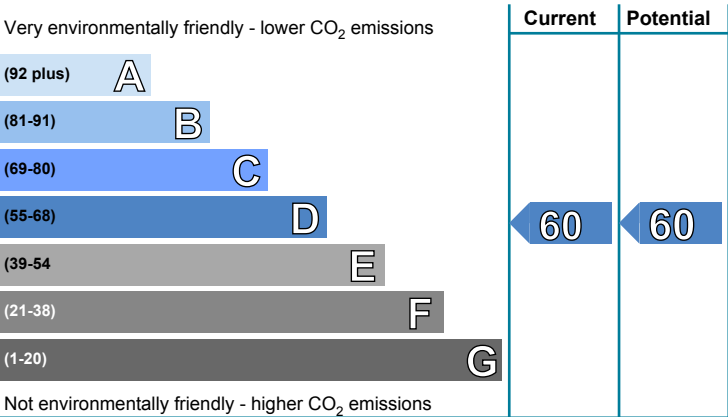 Current Potential
Very environmentally friendly - lower CO₂ emissions
(92 plus) A
(81-91) B
(69-80) C
(55-68) D 60 60
(39-54 E
(21-38) F
(1-20) G
Not environmentally friendly - higher CO₂ emissions